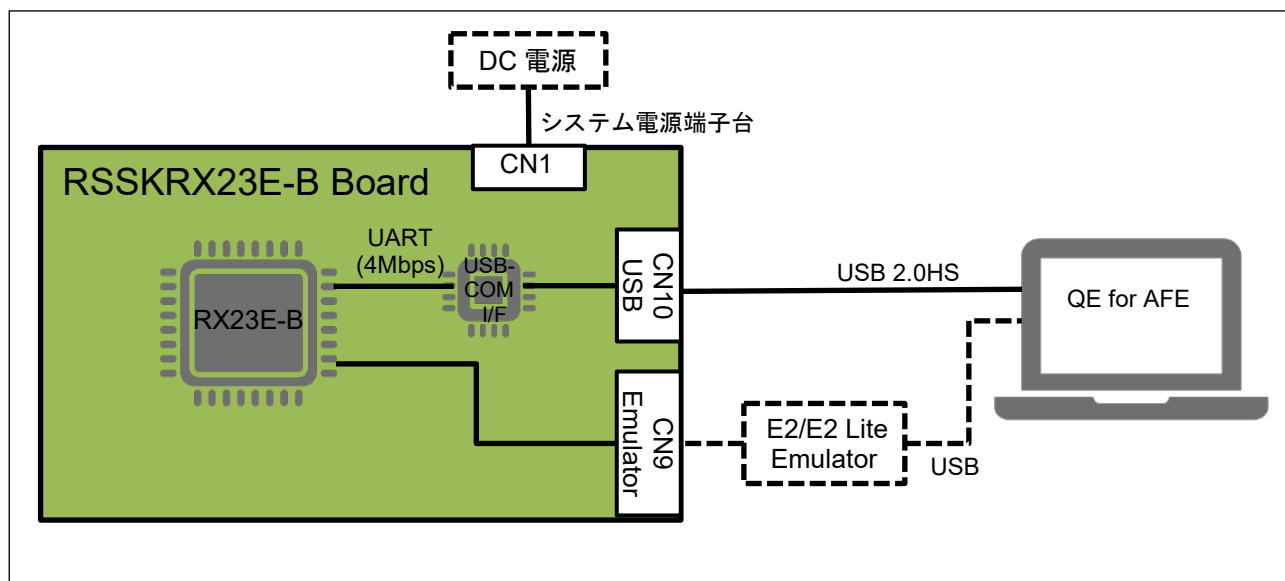 DC 電源
システム電源端子台
CN1
RSSKRX23E-B Board
UART
(4Mbps)
USB-
COM
I/F
RX23E-B
CN10
USB
USB 2.0HS
QE for AFE
CN9
Emulator
E2/E2 Lite
Emulator
USB